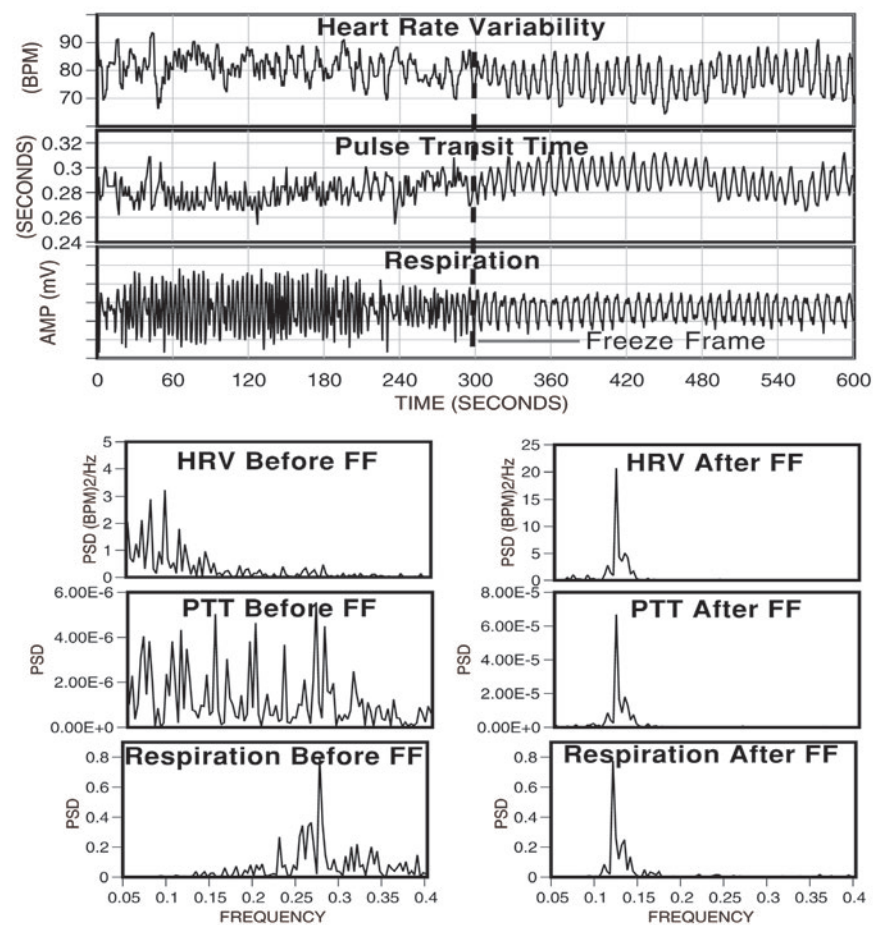 Heart Rate Variability
(BPM)
90
80
70
Pulse Transit Time
(SECONDS)
0.32
0.3
0.28
0.26
0.24
Respiration
AMP (mV)
Freeze Frame
0 60 120 180 240 300 360 420 480 540 600
TIME (SECONDS)
HRV Before FF
PSD (BPM)2/Hz
5
4
3
2
1
0
HRV After FF
PSD (BPM)2/Hz
25
20
15
10
5
0
PTT Before FF
PSD
6.00E-6
4.00E-6
2.00E-6
0.00E+0
PTT After FF
PSD
8.00E-5
6.00E-5
4.00E-5
2.00E-5
0.00E+0
Respiration Before FF
PSD
0.8
0.6
0.4
0.2
0
0.05 0.1 0.15 0.2 0.25 0.3 0.35 0.4
FREQUENCY
Respiration After FF
PSD
0.8
0.6
0.4
0.2
0
0.05 0.1 0.15 0.2 0.25 0.3 0.35 0.4
FREQUENCY